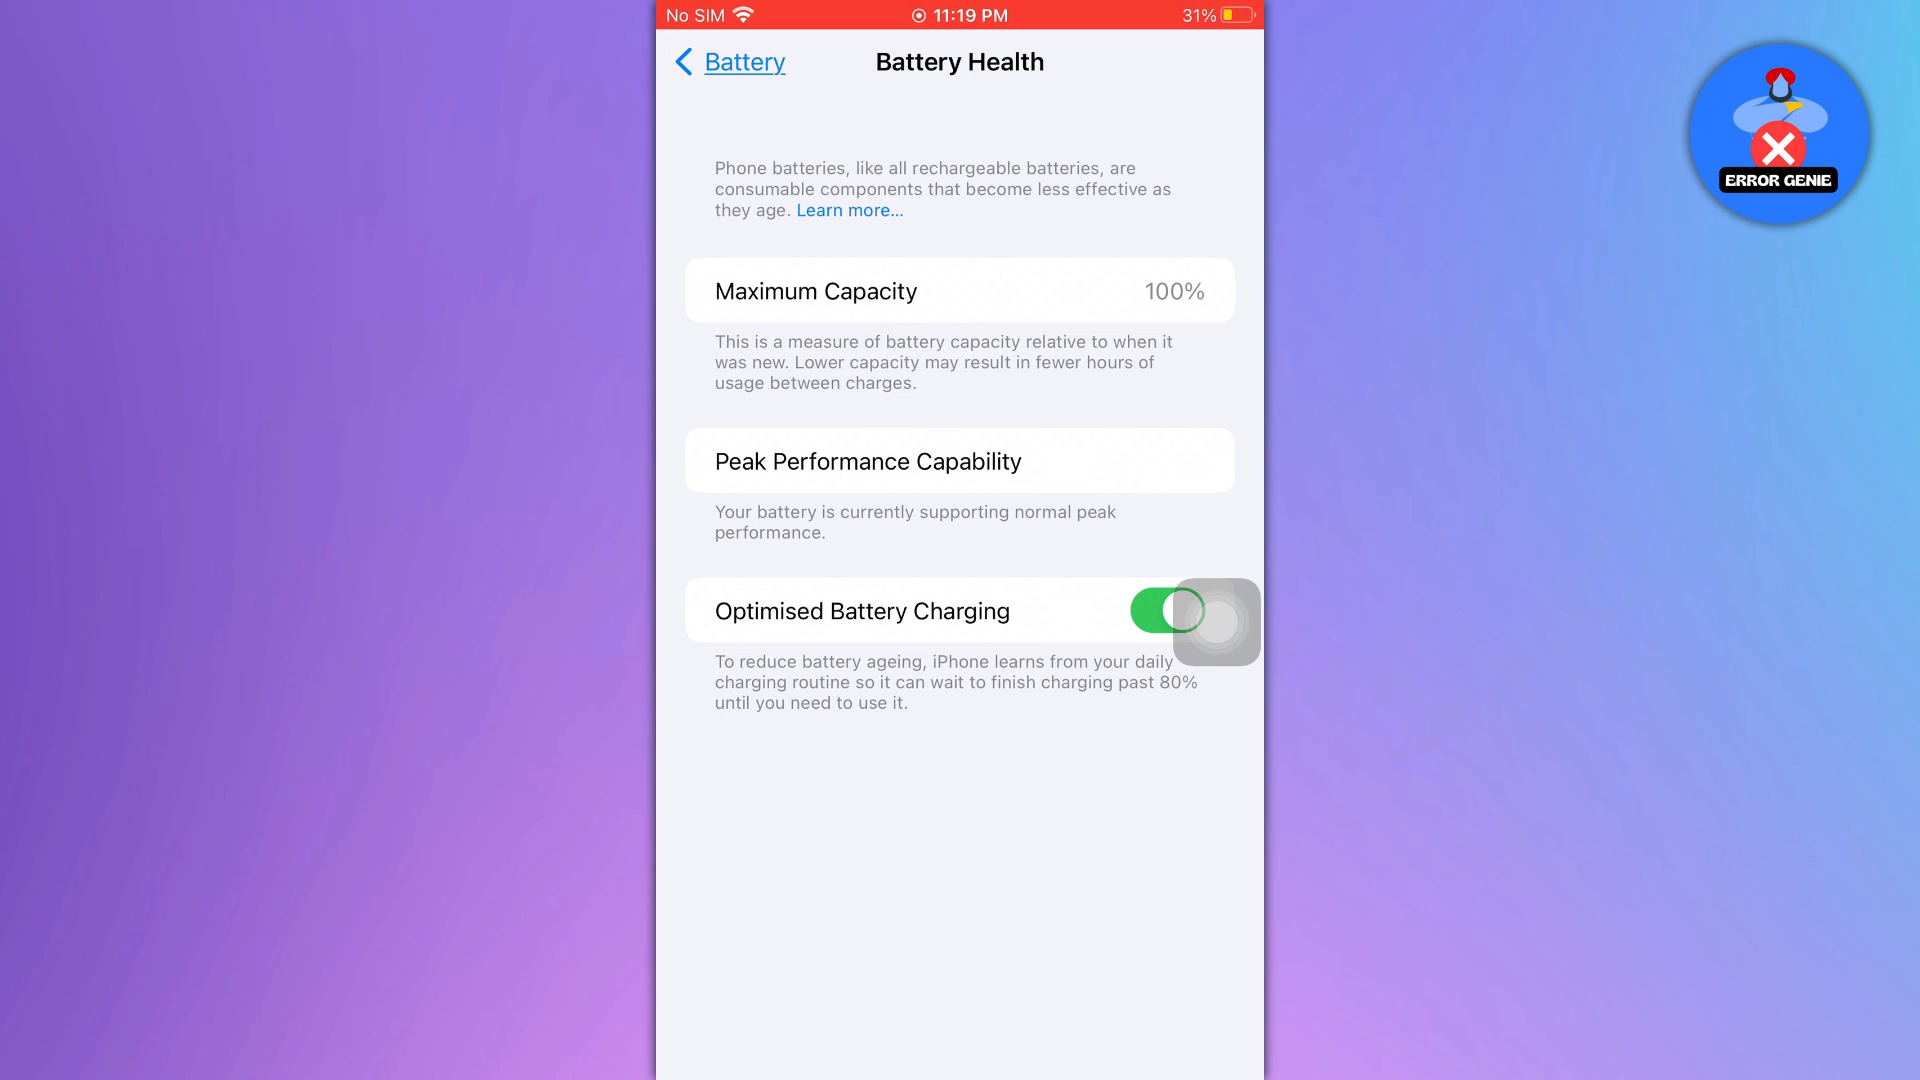 No SIM 11:19 PM 31%
Battery Battery Health
Phone batteries, like all rechargeable batteries, are
consumable components that become less effective as
they age. Learn more...
Maximum Capacity 100%
This is a measure of battery capacity relative to when it
was new. Lower capacity may result in fewer hours of
usage between charges.
Peak Performance Capability
Your battery is currently supporting normal peak
performance.
Optimised Battery Charging
To reduce battery ageing, iPhone learns from your daily
charging routine so it can wait to finish charging past 80%
until you need to use it.
ERROR GENIE